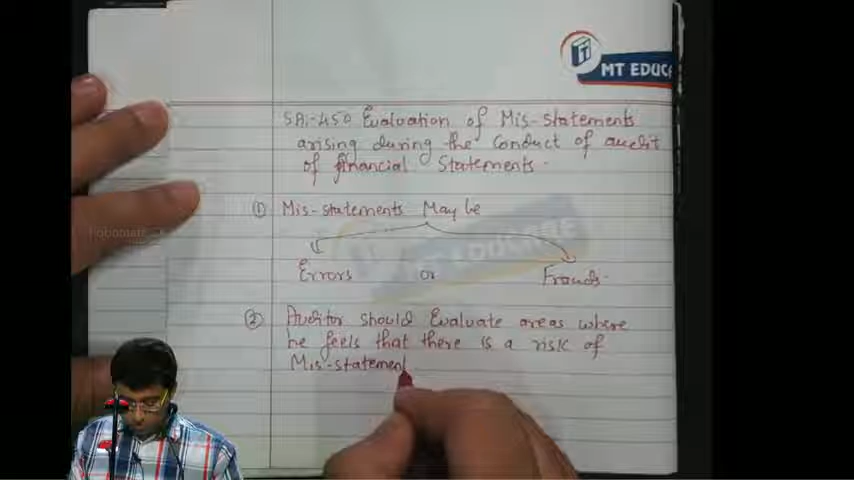 MT EDUCA
SA:-450 Evaluation of Mis-statements
arising during the Conduct of audit
of financial Statements.
① Mis-statements May be
Errors or Frauds.
② Auditor should Evaluate areas where
he feels that there is a risk of
Mis-statement